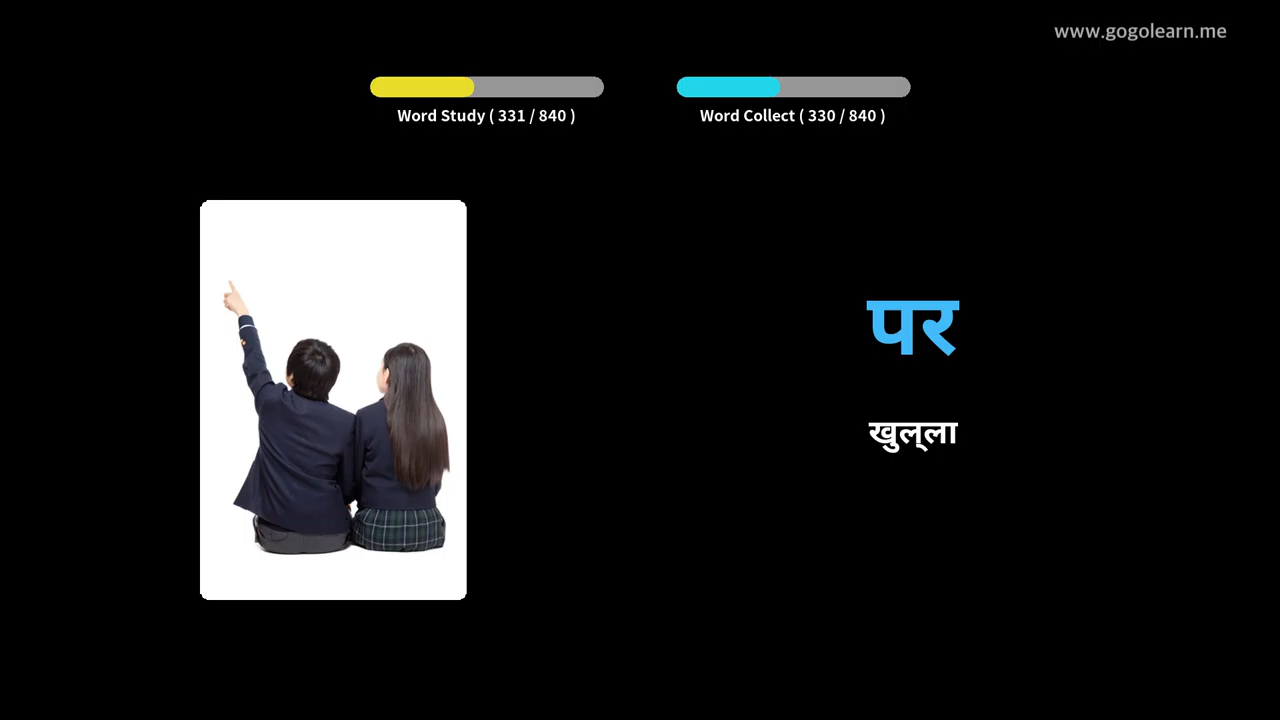 www.gogolearn.me
Word Study ( 331 / 840 )
Word Collect ( 330 / 840 )
पर
खुल्ला